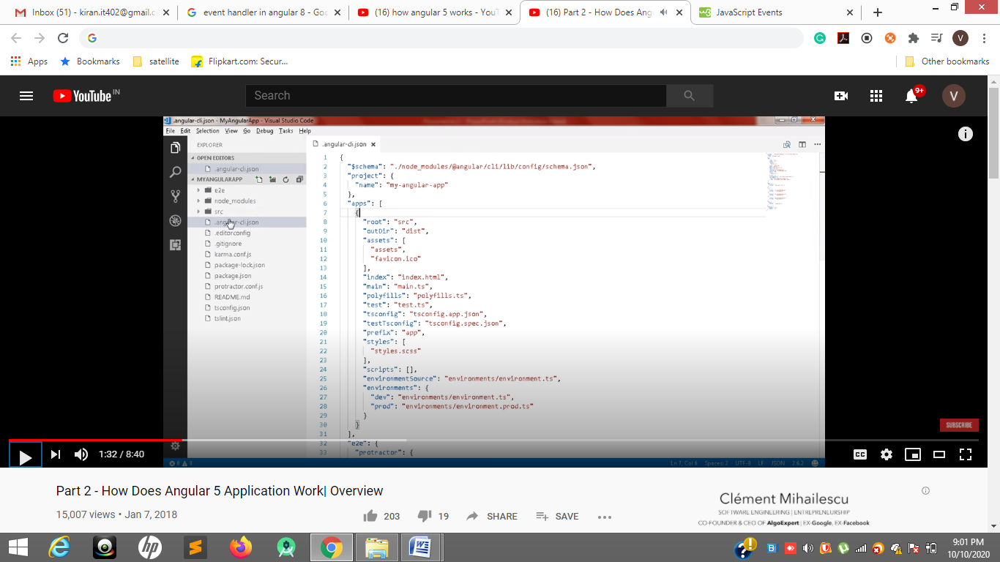 Inbox (51) - kiran.it402@gmail.c
event handler in angular 8 - Goo
(16) how angular 5 works - YouT
(16) Part 2 - How Does Ang
JavaScript Events
Apps
Bookmarks
satellite
Flipkart.com: Secur...
Other bookmarks
V
YouTube IN
Search
9+
V
.angular-cli.json - MyAngularApp - Visual Studio Code
File Edit Selection View Go Debug Tasks Help
EXPLORER
OPEN EDITORS
.angular-cli.json
MYANGULARAPP
e2e
node_modules
src
.angular-cli.json
.editorconfig
.gitignore
karma.conf.js
package-lock.json
package.json
protractor.conf.js
README.md
tsconfig.json
tslint.json
.angular-cli.json
1 {
2 "$schema": "./node_modules/@angular/cli/lib/config/schema.json",
3 "project": {
4 "name": "my-angular-app"
5 },
6 "apps": [
7 {
8 "root": "src",
9 "outDir": "dist",
10 "assets": [
11 "assets",
12 "favicon.ico"
13 ],
14 "index": "index.html",
15 "main": "main.ts",
16 "polyfills": "polyfills.ts",
17 "test": "test.ts",
18 "tsconfig": "tsconfig.app.json",
19 "testTsconfig": "tsconfig.spec.json",
20 "prefix": "app",
21 "styles": [
22 "styles.scss"
23 ],
24 "scripts": [],
25 "environmentSource": "environments/environment.ts",
26 "environments": {
27 "dev": "environments/environment.ts",
28 "prod": "environments/environment.prod.ts"
29 }
30 }
31 ],
32 "e2e": {
33 "protractor": {
SUBSCRIBE
1:32 / 8:40
CC
0 0
Ln 7, Col 6 Spaces: 2 UTF-8 LF JSON 2.6.2
Part 2 - How Does Angular 5 Application Work| Overview
15,007 views • Jan 7, 2018
203
19
SHARE
SAVE
Clément Mihailescu
SOFTWARE ENGINEERING | ENTREPRENEURSHIP
CO-FOUNDER & CEO OF AlgoExpert | EX-Google, EX-Facebook
9:01 PM
10/10/2020